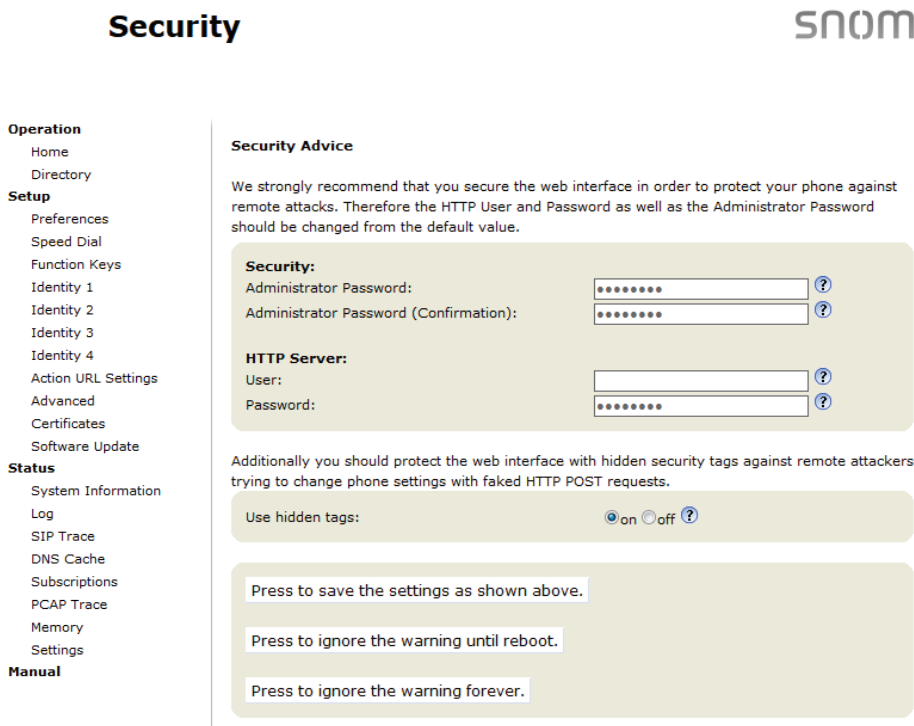 Security
snom
Operation
Home
Directory
Setup
Preferences
Speed Dial
Function Keys
Identity 1
Identity 2
Identity 3
Identity 4
Action URL Settings
Advanced
Certificates
Software Update
Status
System Information
Log
SIP Trace
DNS Cache
Subscriptions
PCAP Trace
Memory
Settings
Manual
Security Advice
We strongly recommend that you secure the web interface in order to protect your phone against
remote attacks. Therefore the HTTP User and Password as well as the Administrator Password
should be changed from the default value.
Security:
Administrator Password: •••••••• ?
Administrator Password (Confirmation): •••••••• ?
HTTP Server:
User: ?
Password: •••••••• ?
Additionally you should protect the web interface with hidden security tags against remote attackers
trying to change phone settings with faked HTTP POST requests.
Use hidden tags: on off ?
Press to save the settings as shown above.
Press to ignore the warning until reboot.
Press to ignore the warning forever.